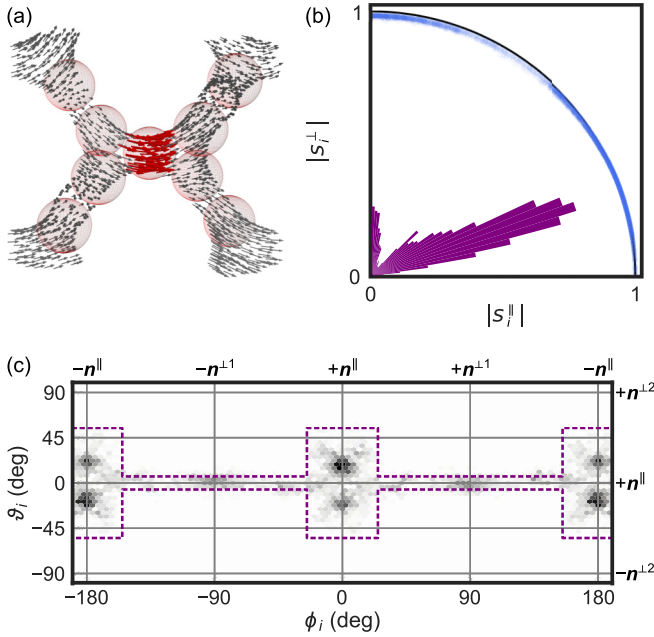 (a)
(b)
1
|s_i^⊥|
0
0
1
|s_i^∥|
(c)
−n^∥
−n^⊥1
+n^∥
+n^⊥1
−n^∥
90
+n^⊥2
45
0
+n^∥
−45
−90
−n^⊥2
ϑ_i (deg)
−180
−90
0
90
180
ϕ_i (deg)